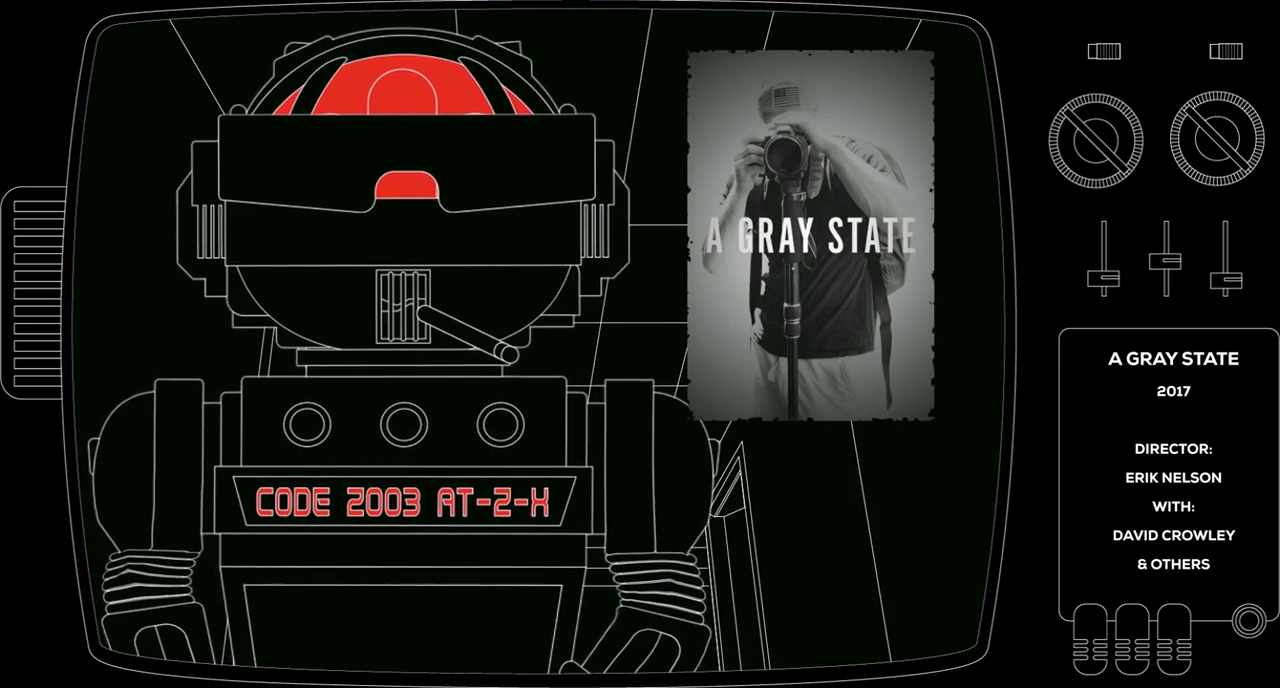 A GRAY STATE
CODE 2003 AT-2-X
A GRAY STATE
2017
DIRECTOR:
ERIK NELSON
WITH:
DAVID CROWLEY
& OTHERS